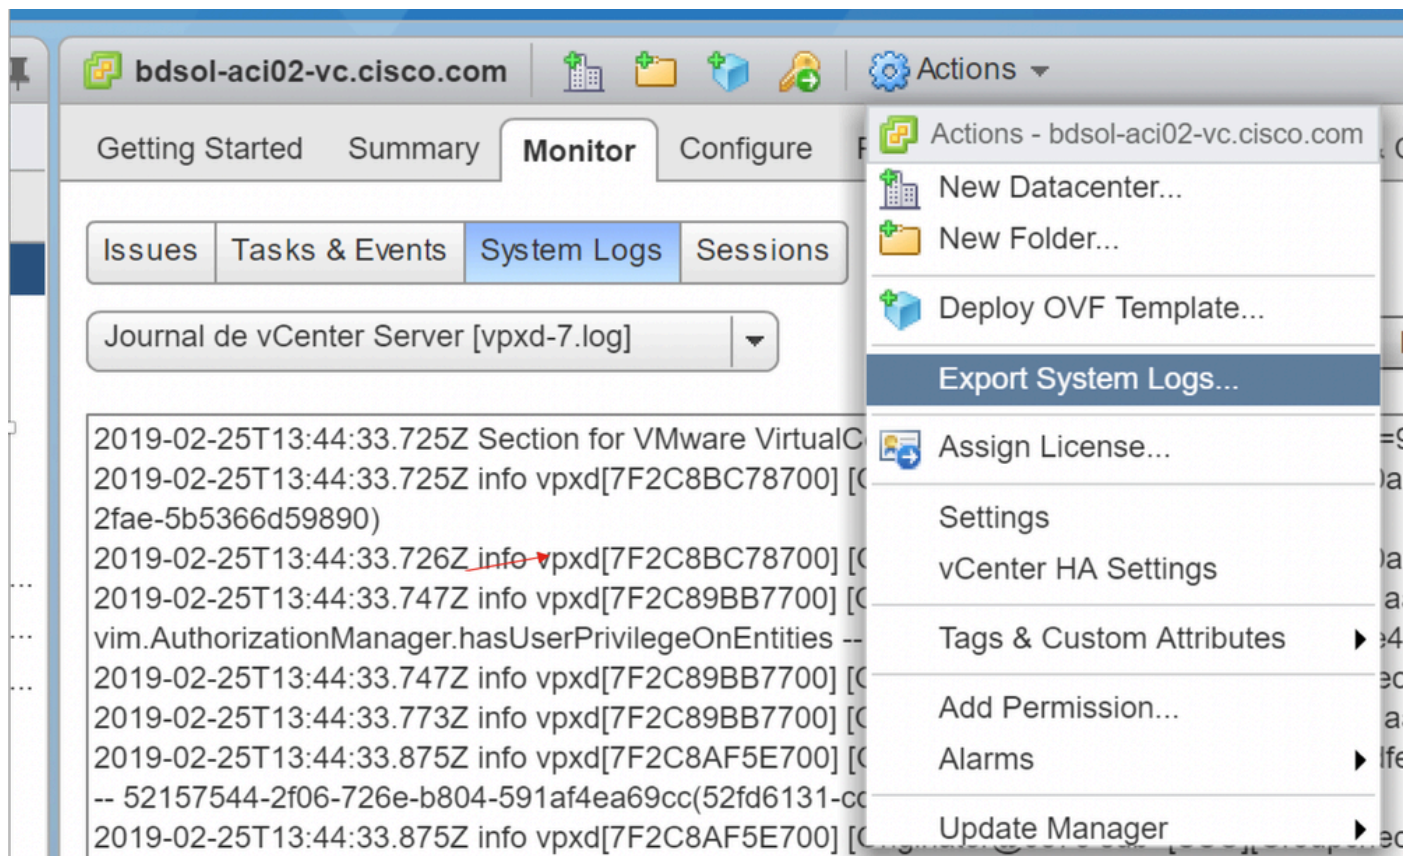 bdsol-aci02-vc.cisco.com Actions
Getting Started Summary Monitor Configure
Issues Tasks & Events System Logs Sessions
Journal de vCenter Server [vpxd-7.log]
2019-02-25T13:44:33.725Z Section for VMware
2019-02-25T13:44:33.725Z info vpxd[7F2C8BC78700]
2fae-5b5366d59890)
2019-02-25T13:44:33.726Z info vpxd[7F2C8BC78700]
2019-02-25T13:44:33.747Z info vpxd[7F2C89BB7700]
vim.AuthorizationManager.hasUserPrivilegeOnEntities --
2019-02-25T13:44:33.747Z info vpxd[7F2C89BB7700]
2019-02-25T13:44:33.773Z info vpxd[7F2C89BB7700]
2019-02-25T13:44:33.875Z info vpxd[7F2C8AF5E700]
-- 52157544-2f06-726e-b804-591af4ea69cc(52fd6131-
2019-02-25T13:44:33.875Z info vpxd[7F2C8AF5E700]
Actions - bdsol-aci02-vc.cisco.com
New Datacenter...
New Folder...
Deploy OVF Template...
Export System Logs...
Assign License...
Settings
vCenter HA Settings
Tags & Custom Attributes
Add Permission...
Alarms
Update Manager